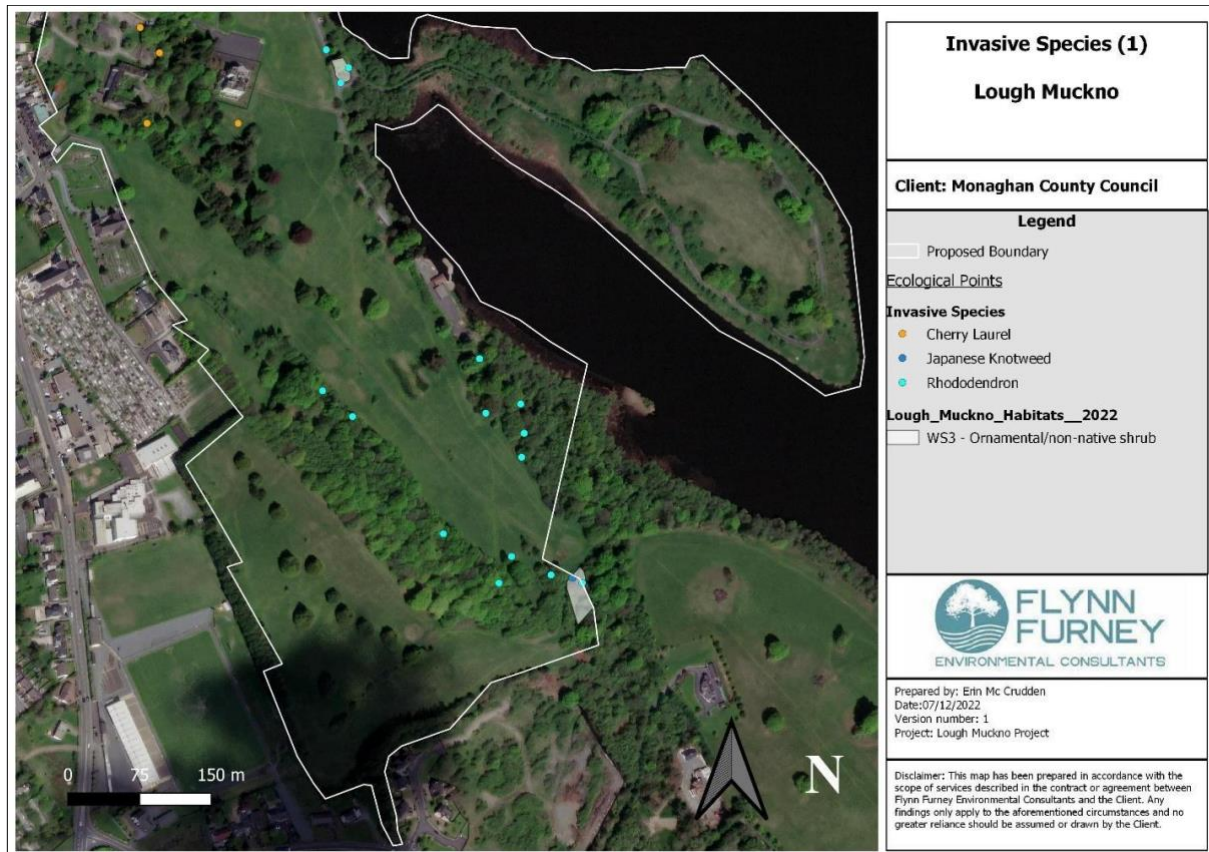 Invasive Species (1)
Lough Muckno
Client: Monaghan County Council
Legend
Proposed Boundary
Ecological Points
Invasive Species
Cherry Laurel
Japanese Knotweed
Rhododendron
Lough_Muckno_Habitats__2022
WS3 - Ornamental/non-native shrub
FLYNN
FURNEY
ENVIRONMENTAL CONSULTANTS
Prepared by: Erin Mc Crudden
Date:07/12/2022
Version number: 1
Project: Lough Muckno Project
Disclaimer: This map has been prepared in accordance with the
scope of services described in the contract or agreement between
Flynn Furney Environmental Consultants and the Client. Any
findings only apply to the aforementioned circumstances and no
greater reliance should be assumed or drawn by the Client.
0 75 150 m
N